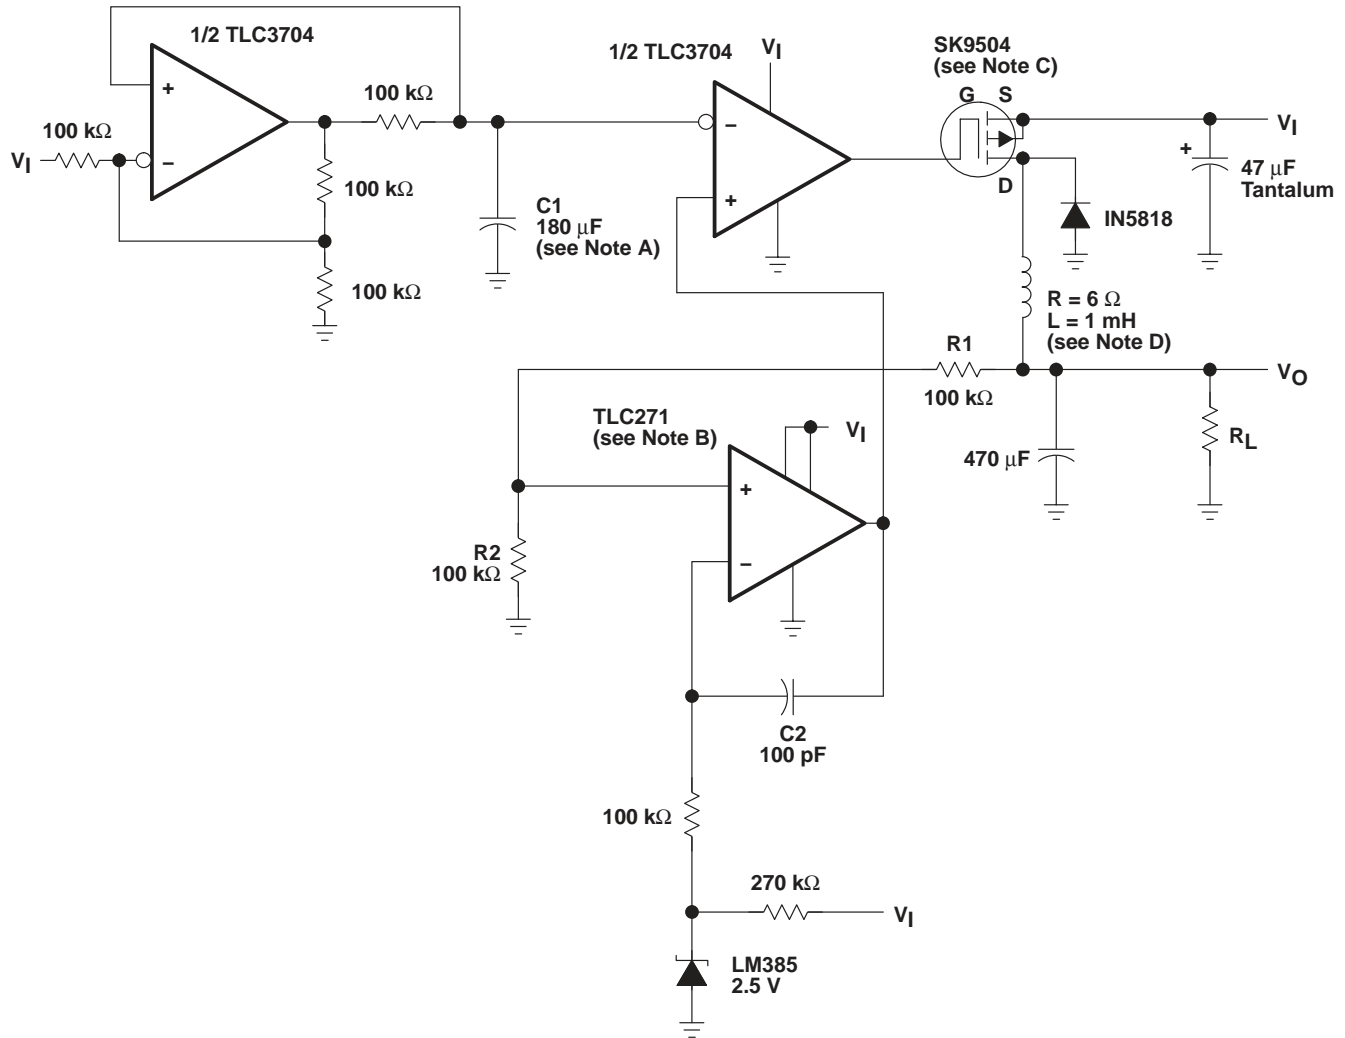 1/2 TLC3704
+
−
100 kΩ
VI
100 kΩ
100 kΩ
100 kΩ
C1
180 μF
(see Note A)
1/2 TLC3704
VI
−
+
SK9504
(see Note C)
G S
D
VI
+
47 μF
Tantalum
IN5818
R = 6 Ω
L = 1 mH
(see Note D)
R1
100 kΩ
VO
470 μF
RL
TLC271
(see Note B)
VI
+
−
R2
100 kΩ
C2
100 pF
100 kΩ
270 kΩ
VI
LM385
2.5 V